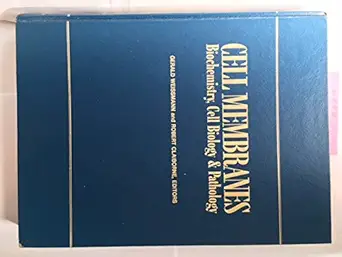 CELL MEMBRANES
Biochemistry, Cell Biology & Pathology
GERALD WEISSMANN and ROBERT CLAIBORNE, EDITORS